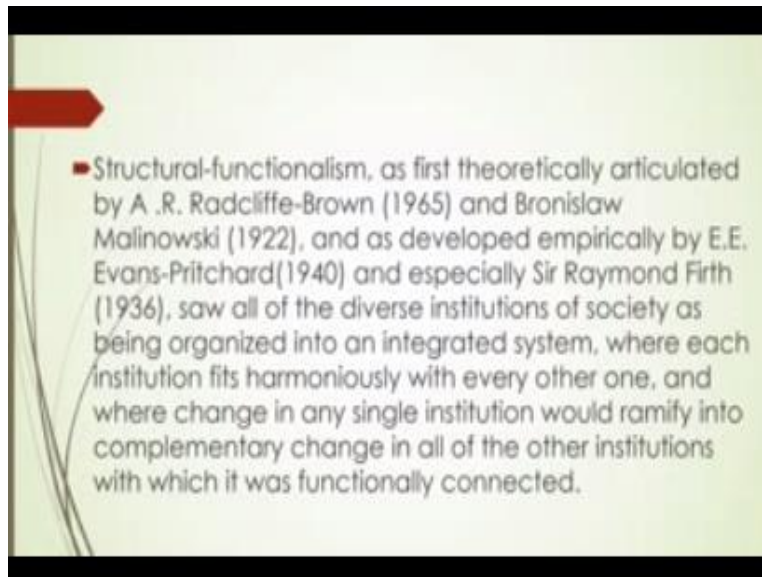 Structural-functionalism, as first theoretically articulated
by A .R. Radcliffe-Brown (1965) and Bronislaw
Malinowski (1922), and as developed empirically by E.E.
Evans-Pritchard(1940) and especially Sir Raymond Firth
(1936), saw all of the diverse institutions of society as
being organized into an integrated system, where each
institution fits harmoniously with every other one, and
where change in any single institution would ramify into
complementary change in all of the other institutions
with which it was functionally connected.